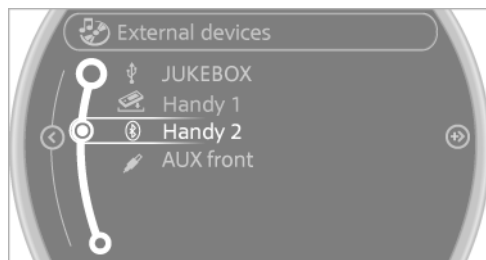 External devices
JUKEBOX
Handy 1
Handy 2
AUX front